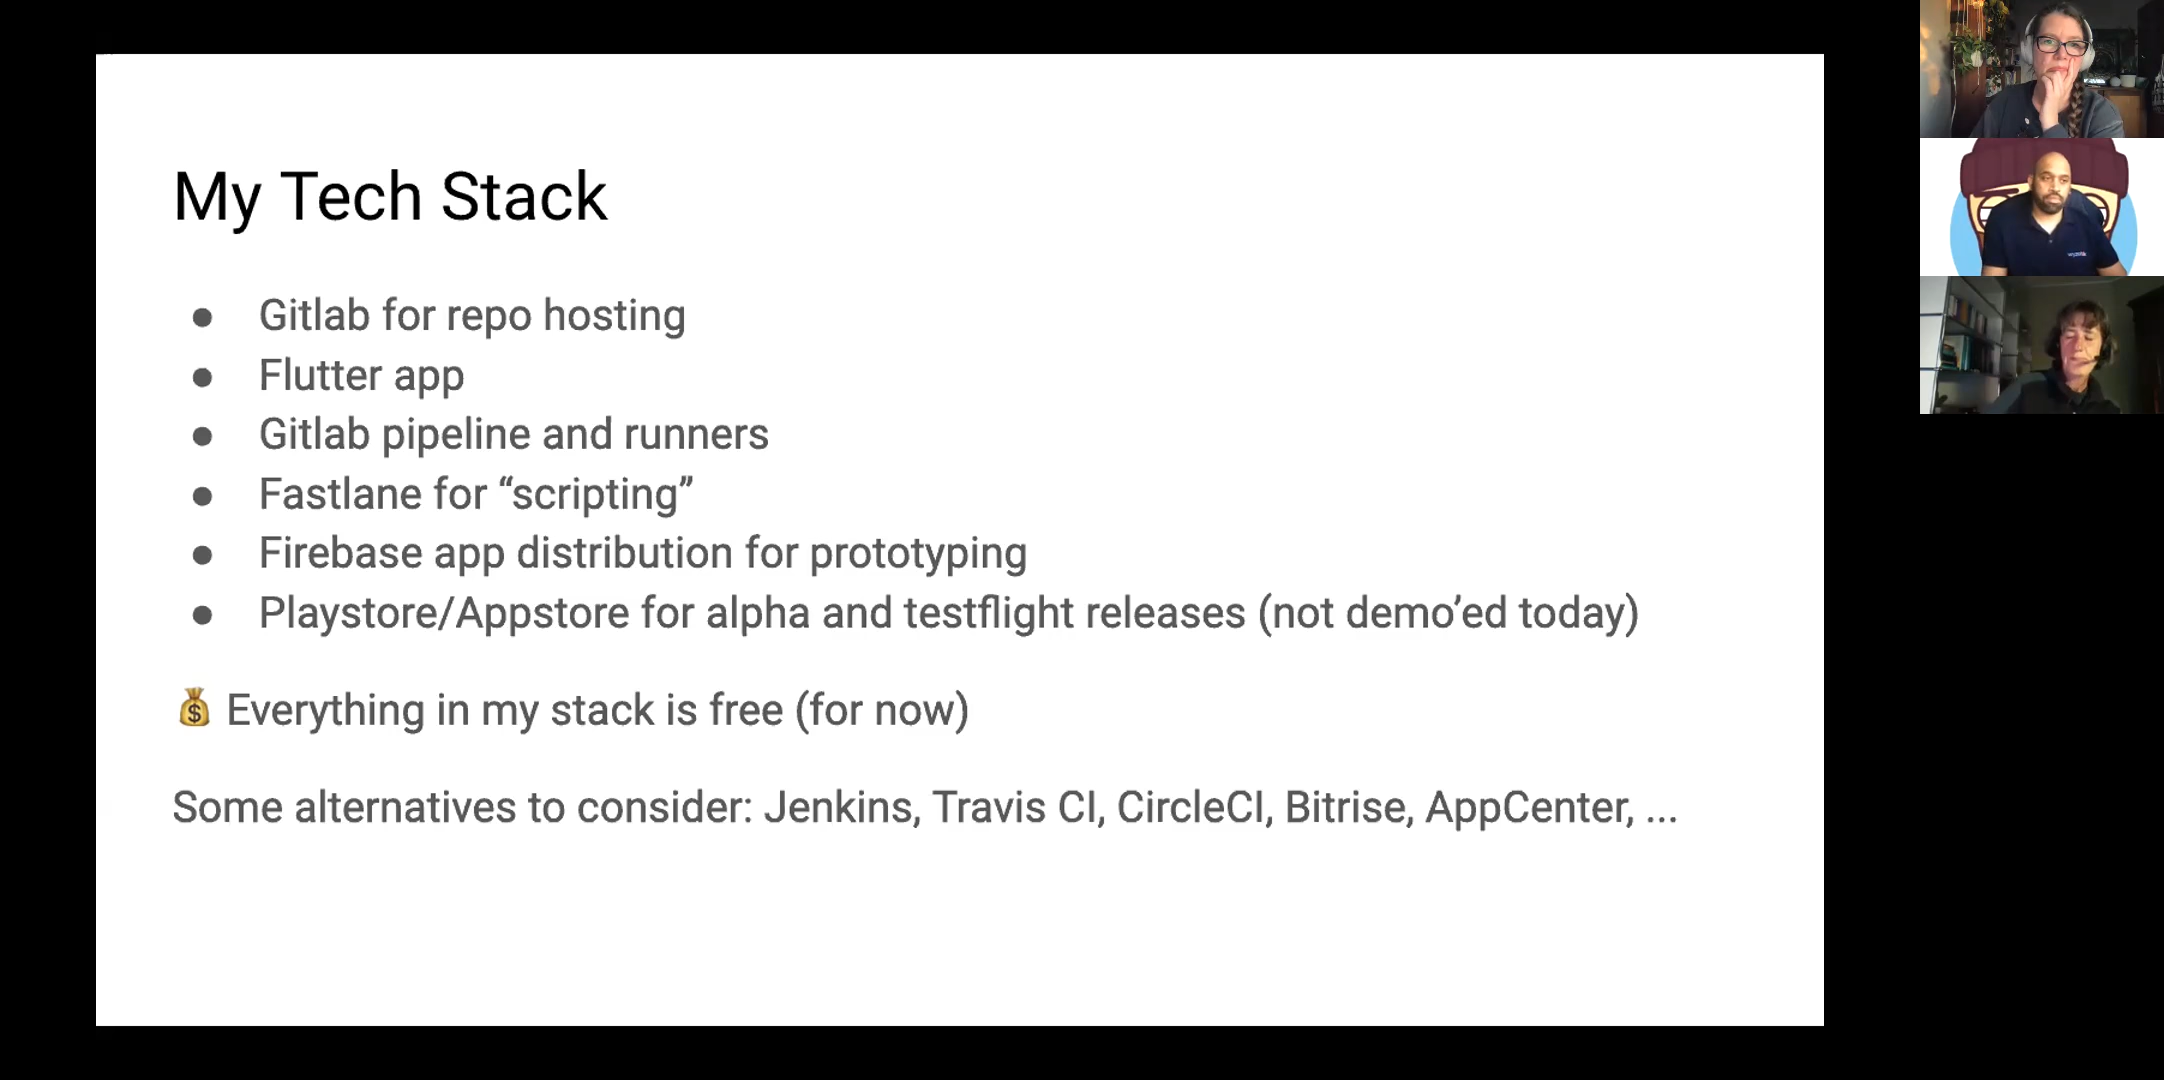 My Tech Stack
● Gitlab for repo hosting
● Flutter app
● Gitlab pipeline and runners
● Fastlane for “scripting”
● Firebase app distribution for prototyping
● Playstore/Appstore for alpha and testflight releases (not demo’ed today)
💰 Everything in my stack is free (for now)
Some alternatives to consider: Jenkins, Travis CI, CircleCI, Bitrise, AppCenter, ...